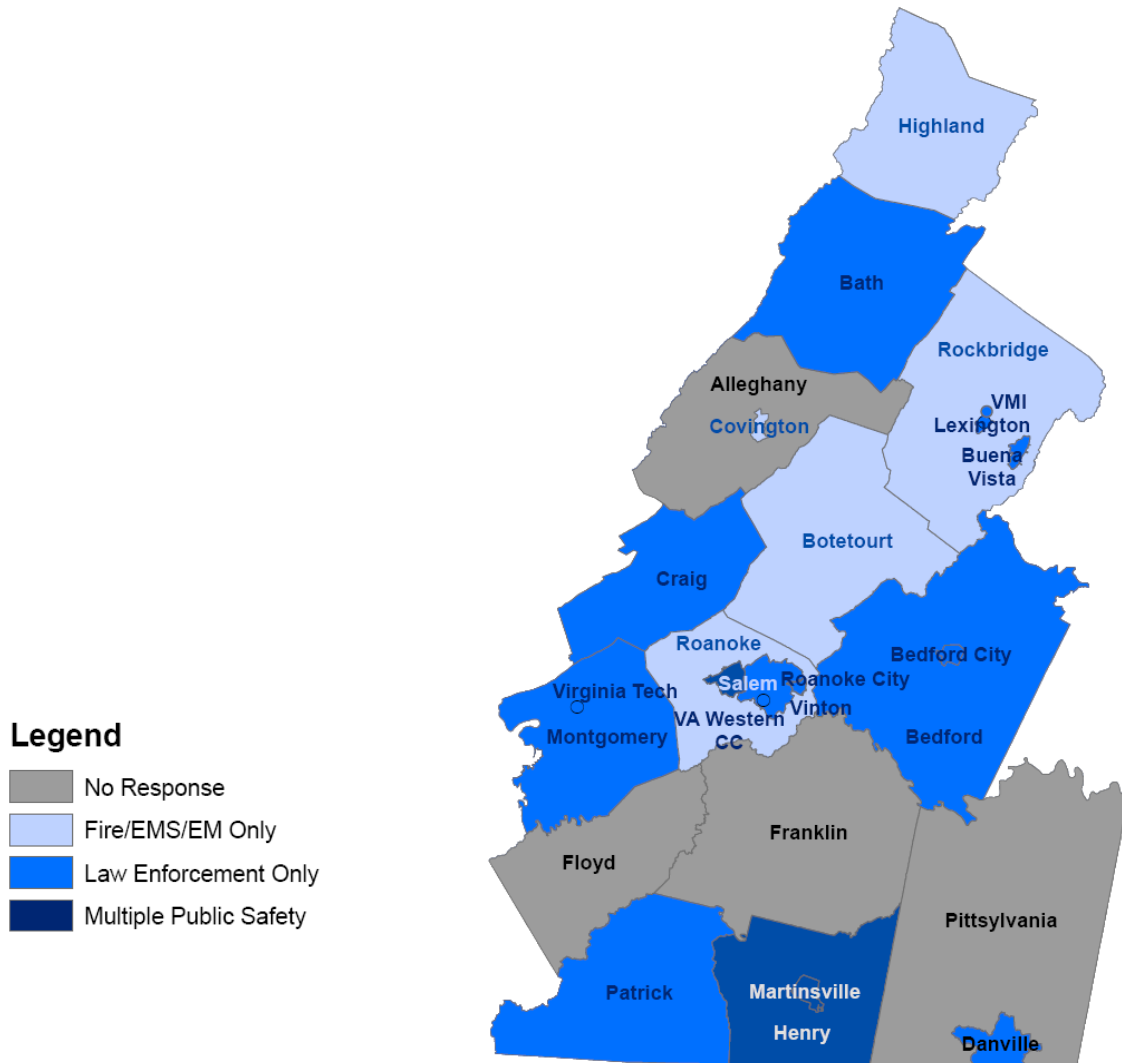 Highland
Bath
Rockbridge
Alleghany
VMI
Covington
Lexington
Buena
Vista
Botetourt
Craig
Roanoke
Bedford City
Salem
Roanoke City
Virginia Tech
Vinton
VA Western
CC
Montgomery
Bedford
Legend
No Response
Fire/EMS/EM Only
Law Enforcement Only
Multiple Public Safety
Franklin
Floyd
Pittsylvania
Patrick
Martinsville
Henry
Danville